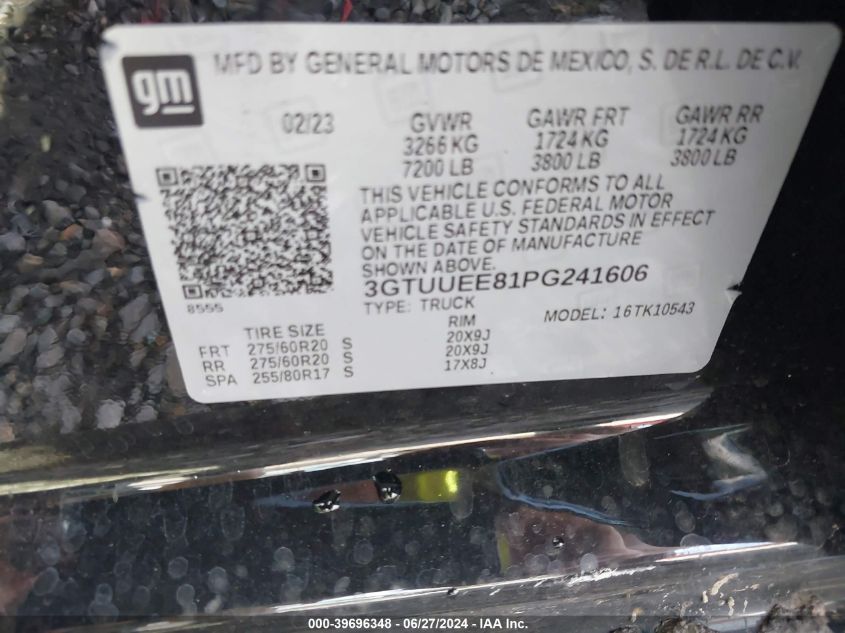 gm
MFD BY GENERAL MOTORS DE MEXICO, S. DE R.L. DE C.V.
02/23 GVWR GAWR FRT GAWR RR
3266 KG 1724 KG 1724 KG
7200 LB 3800 LB 3800 LB
THIS VEHICLE CONFORMS TO ALL
APPLICABLE U.S. FEDERAL MOTOR
VEHICLE SAFETY STANDARDS IN EFFECT
ON THE DATE OF MANUFACTURE
SHOWN ABOVE.
3GTUUEE81PG241606
8555
TYPE: TRUCK MODEL: 16TK10543
TIRE SIZE RIM
FRT 275/60R20 S 20X9J
RR 275/60R20 S 20X9J
SPA 255/80R17 S 17X8J
000-39696348 - 06/27/2024 - IAA Inc.